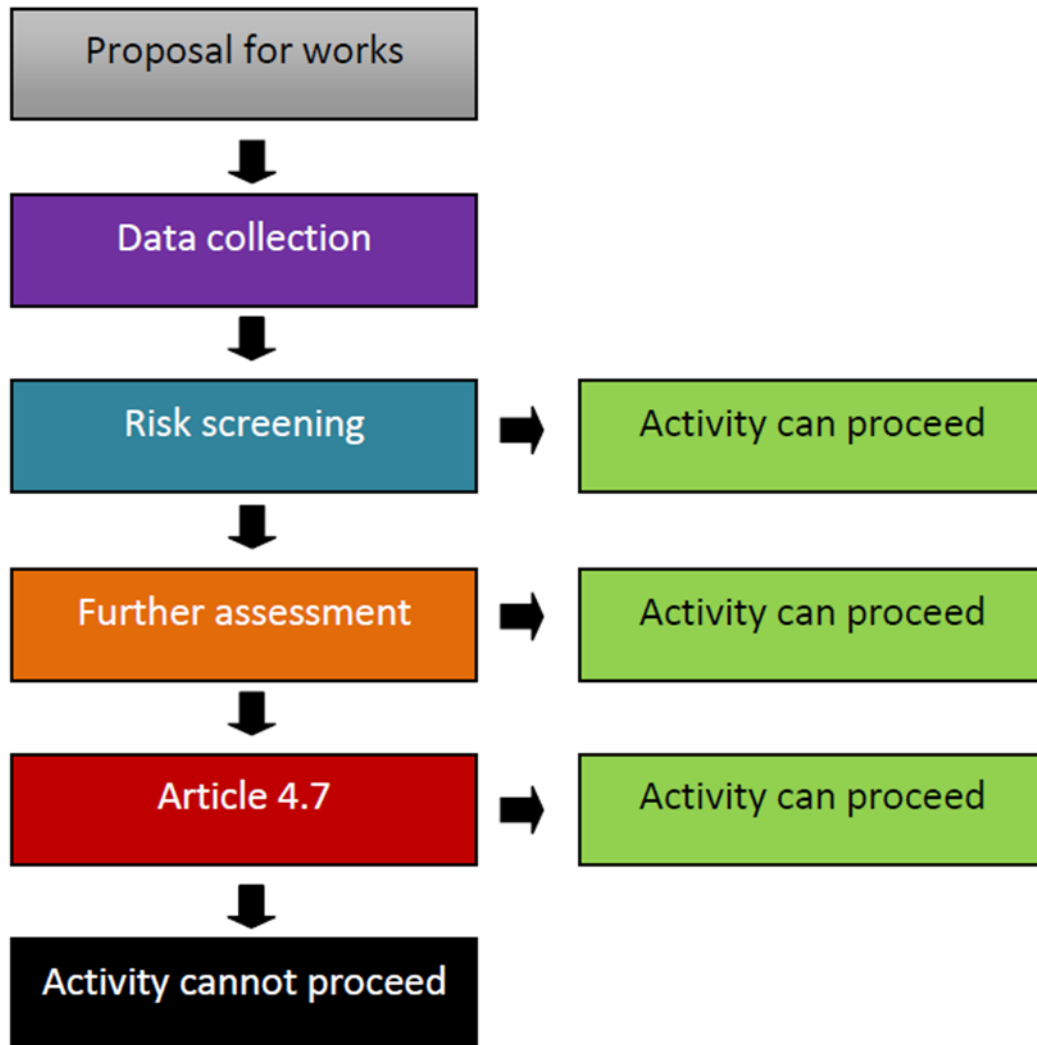 Proposal for works
Data collection
Risk screening
Activity can proceed
Further assessment
Activity can proceed
Article 4.7
Activity can proceed
Activity cannot proceed